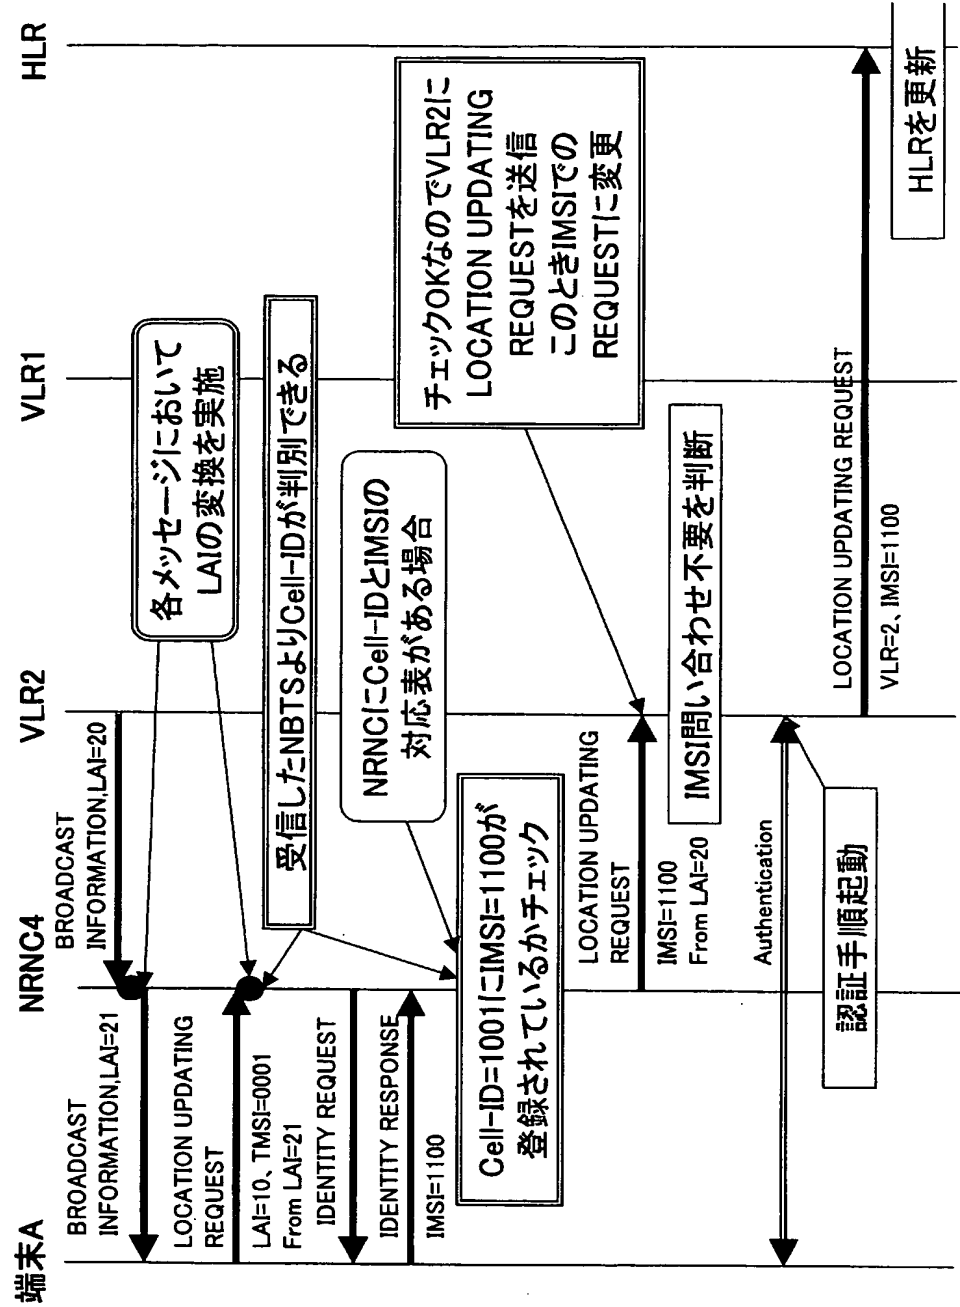 端末A
NRNC4
VLR2
VLR1
HLR
BROADCAST
INFORMATION,LAI=20
BROADCAST
INFORMATION,LAI=21
各メッセージにおいて
LAIの変換を実施
LOCATION UPDATING
REQUEST
LAI=10、TMSI=0001
From LAI=21
受信したNBTSよりCell-IDが判別できる
IDENTITY REQUEST
NRNCにCell-IDとIMSIの
対応表がある場合
IDENTITY RESPONSE
IMSI=1100
チェックOKなのでVLR2に
LOCATION UPDATING
REQUESTを送信
このときIMSIでの
REQUESTに変更
Cell-ID=1001にIMSI=1100が
登録されているかチェック
LOCATION UPDATING
REQUEST
IMSI=1100
From LAI=20
IMSI問い合わせ不要を判断
Authentication
認証手順起動
LOCATION UPDATING REQUEST
VLR=2、IMSI=1100
HLRを更新